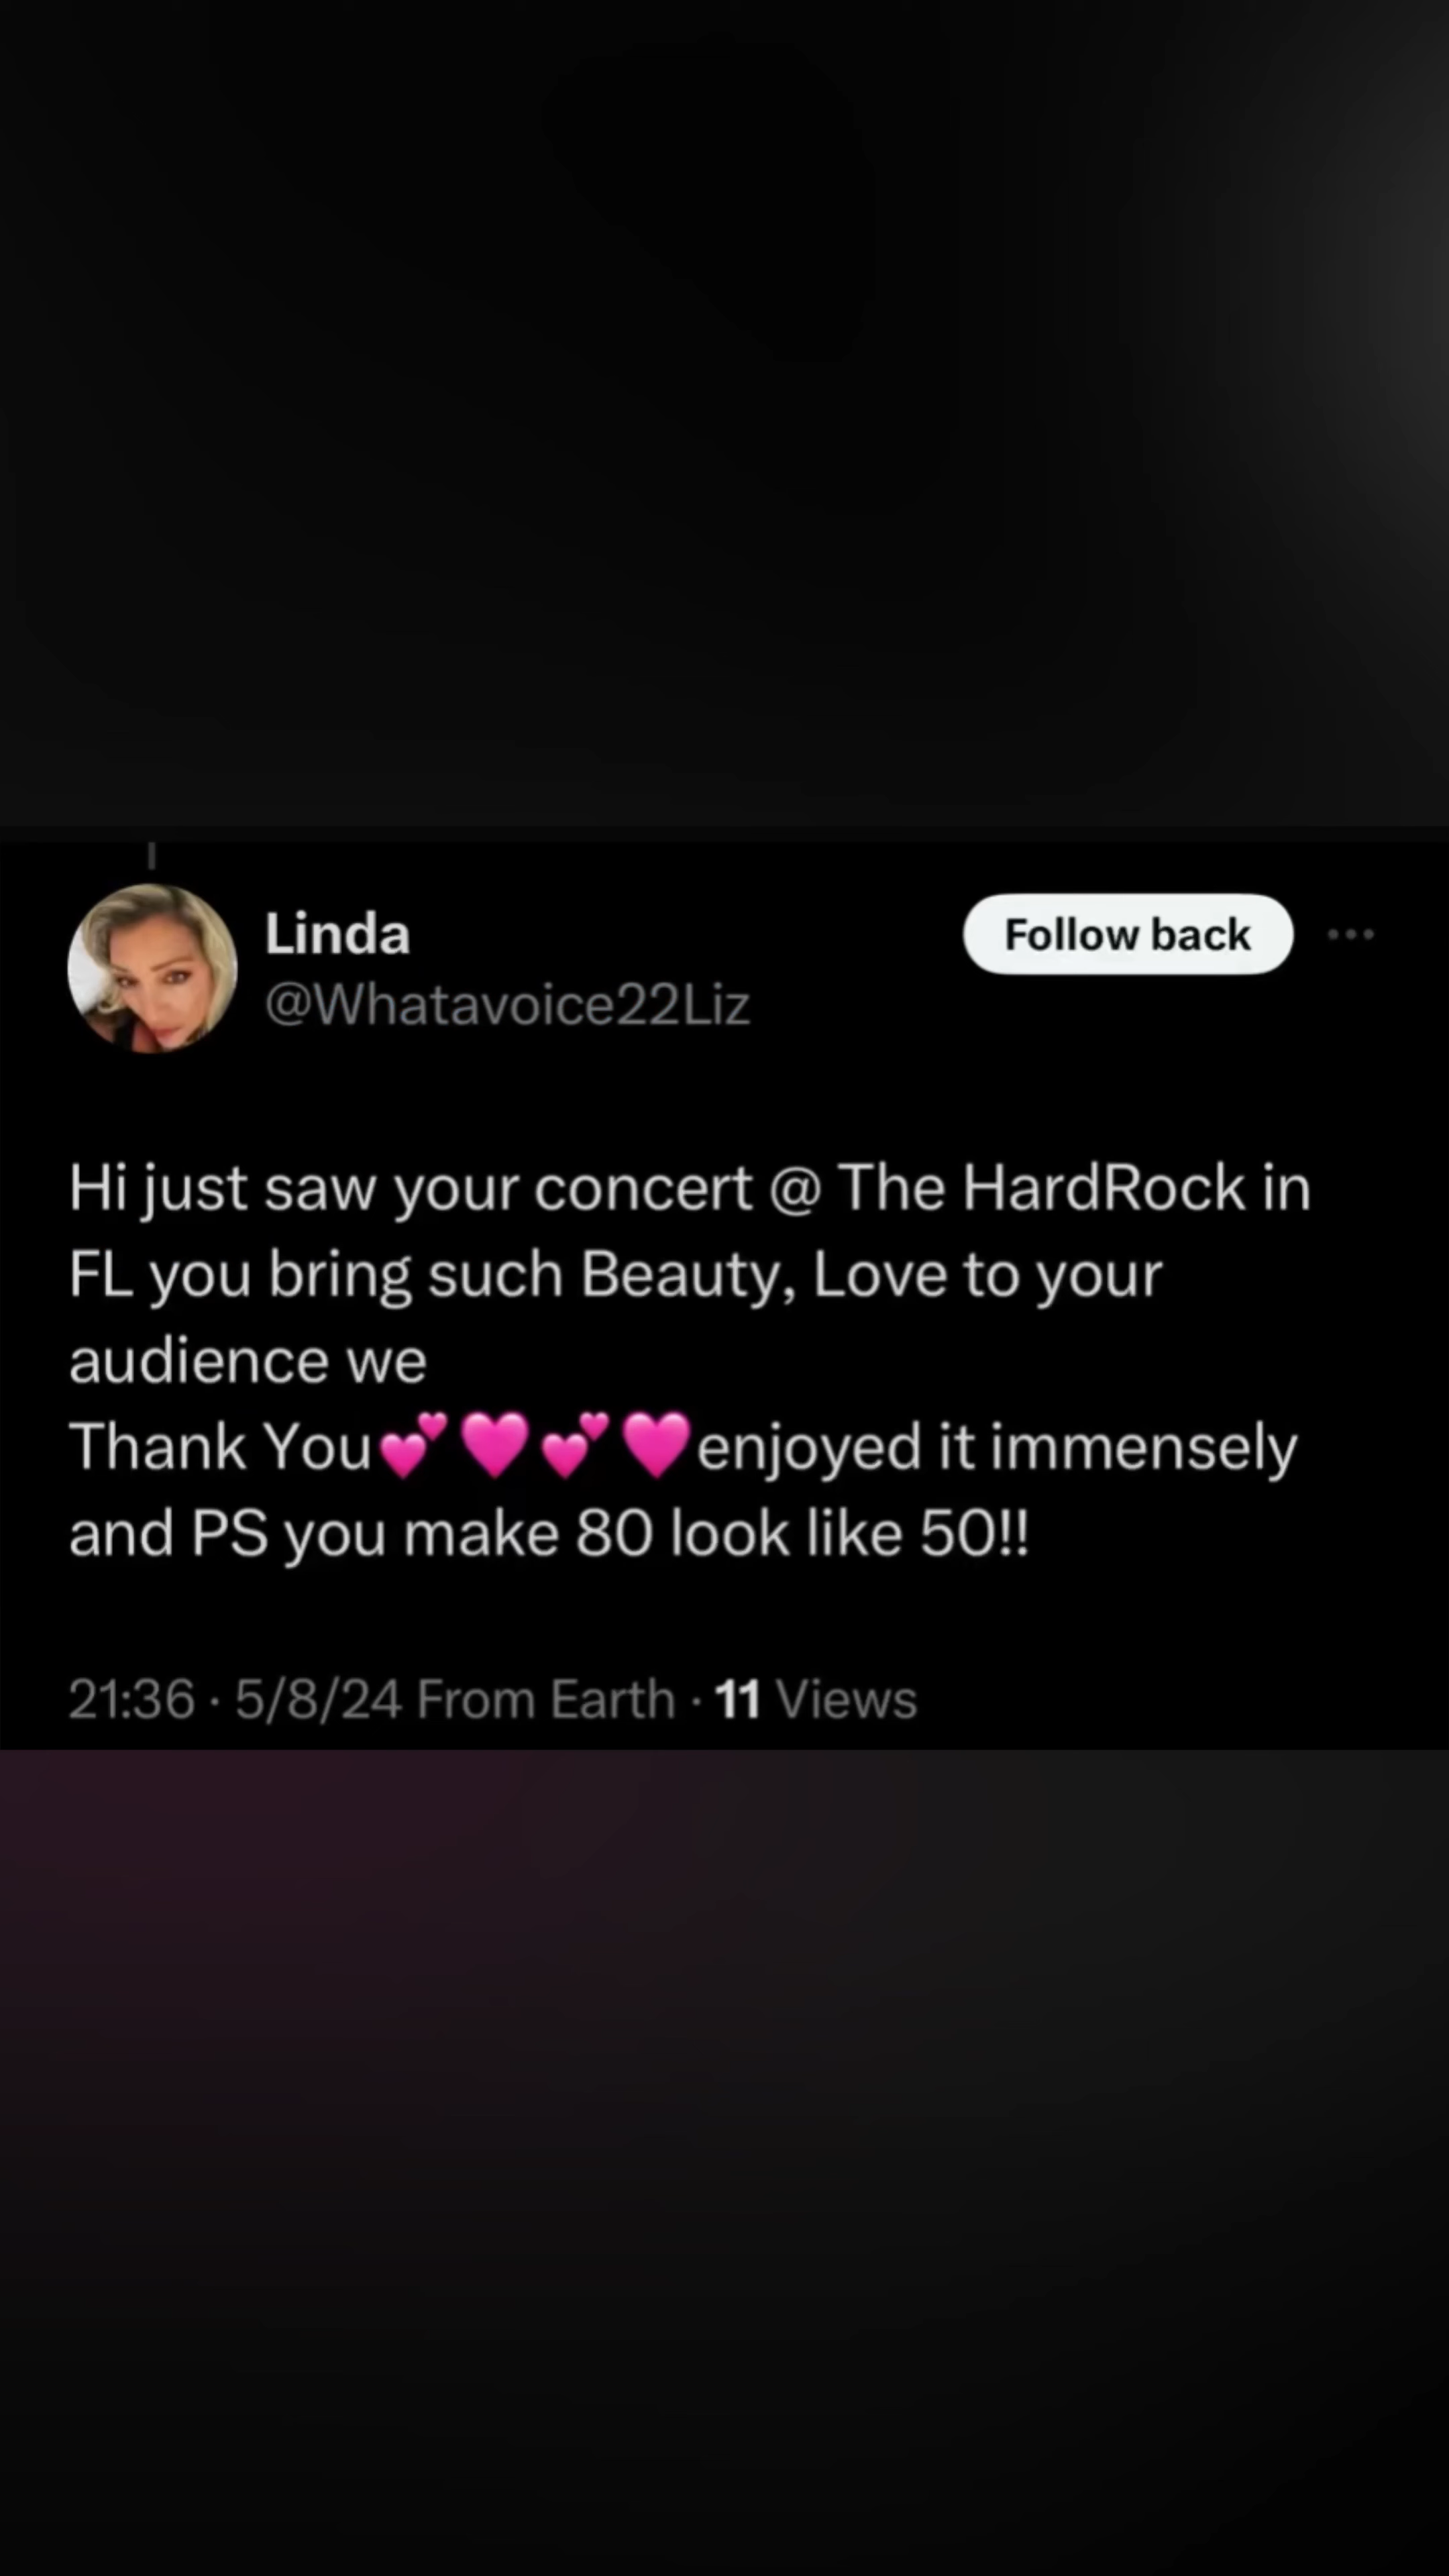 Linda
Follow back
@Whatavoice22Liz
Hi just saw your concert @ The HardRock in
FL you bring such Beauty, Love to your
audience we
Thank You💕🩷💕🩷enjoyed it immensely
and PS you make 80 look like 50!!
21:36 · 5/8/24 From Earth · 11 Views